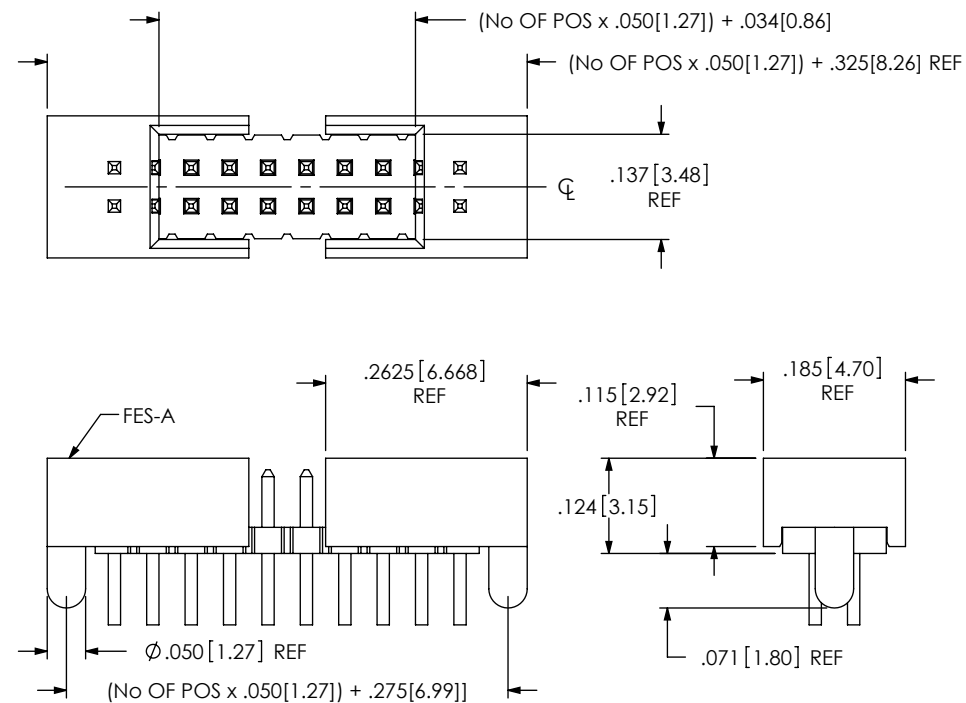 (No OF POS x .050[1.27]) + .034[0.86]
(No OF POS x .050[1.27]) + .325[8.26] REF
.137[3.48]
REF
℄
.2625[6.668]
REF
.185[4.70]
REF
.115[2.92]
REF
FES-A
.124[3.15]
Ø.050[1.27] REF
.071[1.80] REF
(No OF POS x .050[1.27]) + .275[6.99]]